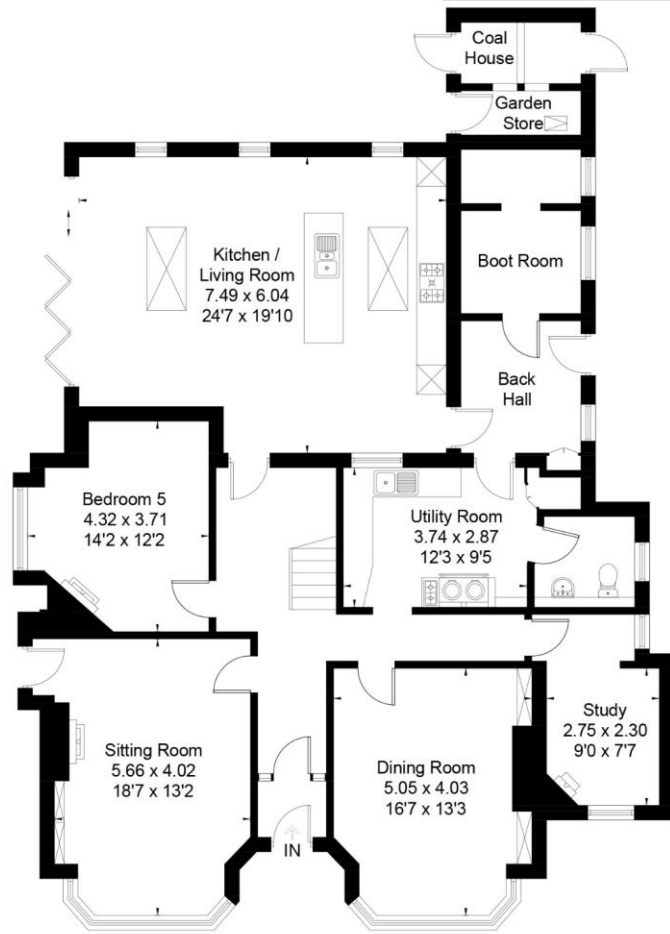 Coal
House
Garden
Store
Kitchen /
Living Room
7.49 x 6.04
24'7 x 19'10
Boot Room
Back
Hall
Bedroom 5
4.32 x 3.71
14'2 x 12'2
Utility Room
3.74 x 2.87
12'3 x 9'5
Study
2.75 x 2.30
9'0 x 7'7
Sitting Room
5.66 x 4.02
18'7 x 13'2
Dining Room
5.05 x 4.03
16'7 x 13'3
IN